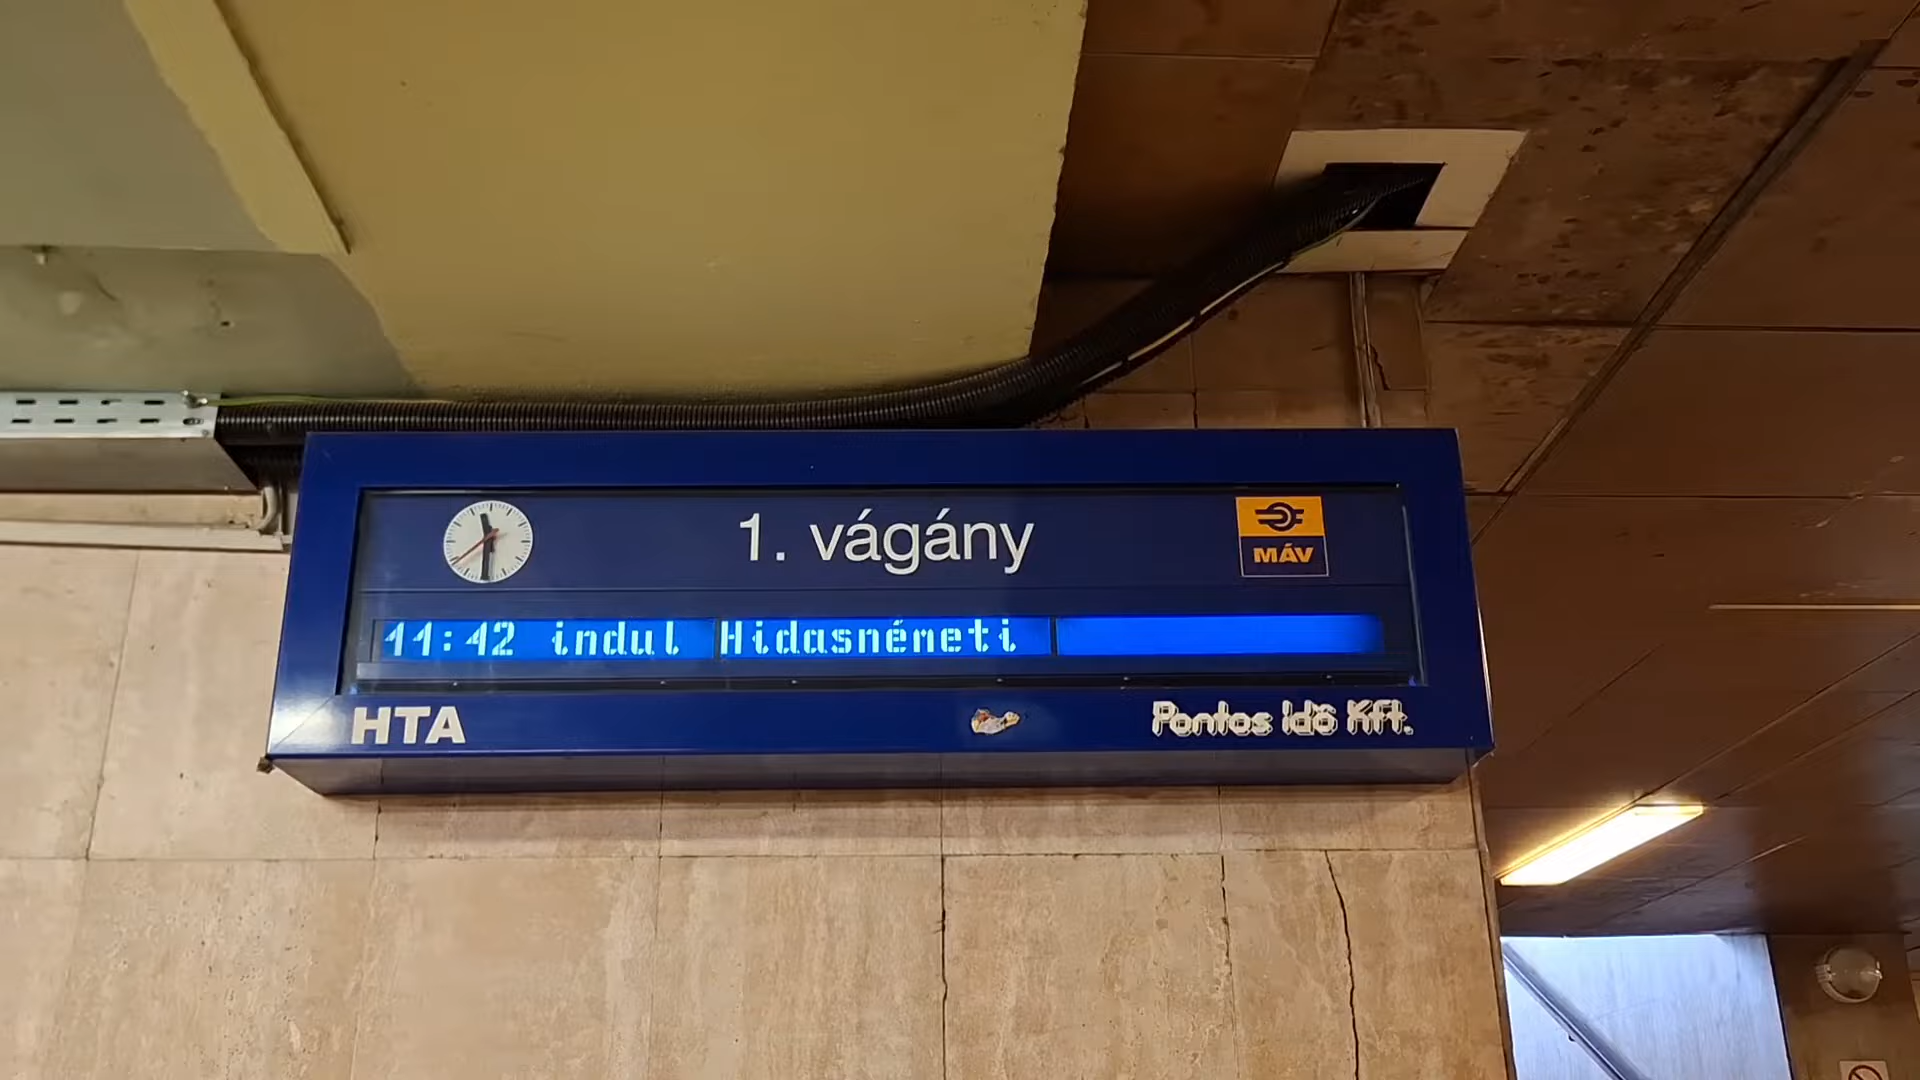 1. vágány
MÁV
11:42 indul Hidasnémeti
HTA
Pontos Idő Kft.